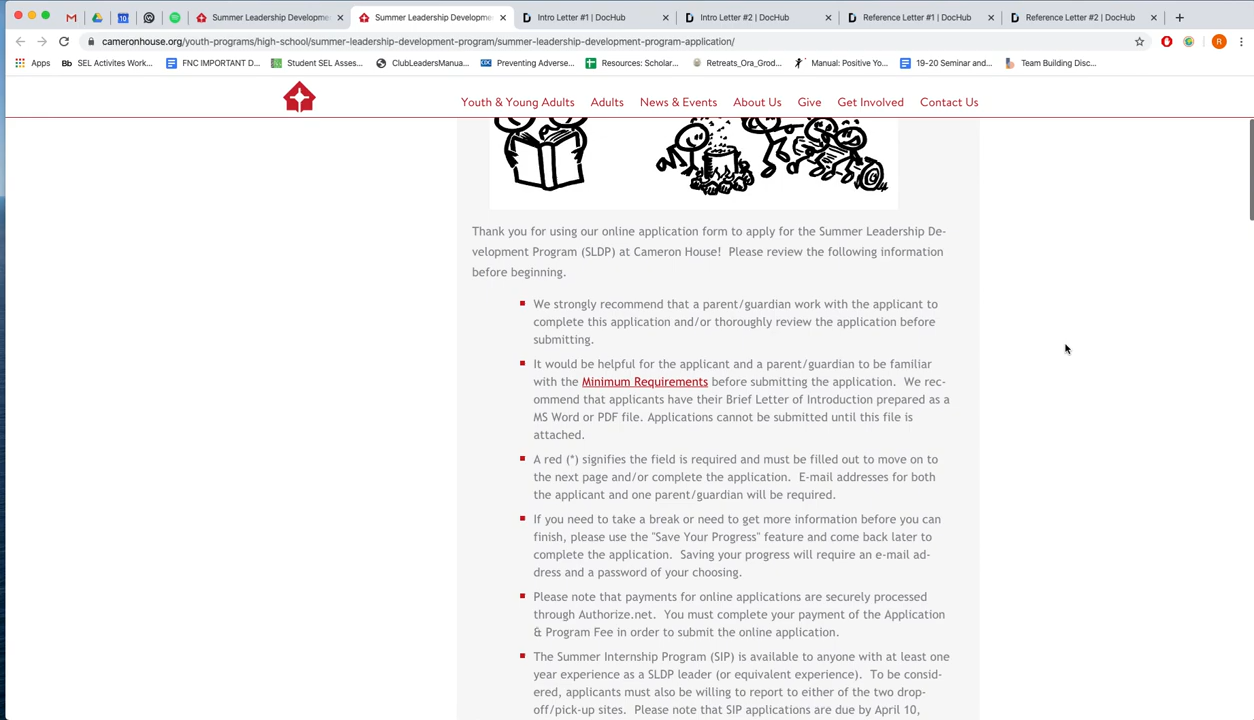 Summer Leadership Developme
Summer Leadership Developme
Intro Letter #1 | DocHub
Intro Letter #2 | DocHub
Reference Letter #1 | DocHub
Reference Letter #2 | DocHub
cameronhouse.org/youth-programs/high-school/summer-leadership-development-program/summer-leadership-development-program-application/
Apps
Bb SEL Activites Work...
FNC IMPORTANT D...
Student SEL Asses...
ClubLeadersManua...
Preventing Adverse...
Resources: Scholar...
Retreats_Ora_Grod...
Manual: Positive Yo...
19-20 Seminar and...
Team Building Disc...
Youth & Young Adults
Adults
News & Events
About Us
Give
Get Involved
Contact Us
Thank you for using our online application form to apply for the Summer Leadership De-
velopment Program (SLDP) at Cameron House!  Please review the following information
before beginning.
We strongly recommend that a parent/guardian work with the applicant to
complete this application and/or thoroughly review the application before
submitting.
It would be helpful for the applicant and a parent/guardian to be familiar
with the Minimum Requirements before submitting the application.  We rec-
ommend that applicants have their Brief Letter of Introduction prepared as a
MS Word or PDF file. Applications cannot be submitted until this file is
attached.
A red (*) signifies the field is required and must be filled out to move on to
the next page and/or complete the application.  E-mail addresses for both
the applicant and one parent/guardian will be required.
If you need to take a break or need to get more information before you can
finish, please use the "Save Your Progress" feature and come back later to
complete the application.  Saving your progress will require an e-mail ad-
dress and a password of your choosing.
Please note that payments for online applications are securely processed
through Authorize.net.  You must complete your payment of the Application
& Program Fee in order to submit the online application.
The Summer Internship Program (SIP) is available to anyone with at least one
year experience as a SLDP leader (or equivalent experience).  To be consid-
ered, applicants must also be willing to report to either of the two drop-
off/pick-up sites.  Please note that SIP applications are due by April 10,